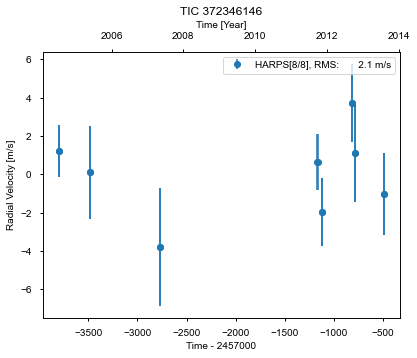 TIC 372346146
Time [Year]
2006 2008 2010 2012 2014
HARPS[8/8], RMS: 2.1 m/s
Radial Velocity [m/s]
6
4
2
0
−2
−4
−6
−3500 −3000 −2500 −2000 −1500 −1000 −500
Time - 2457000